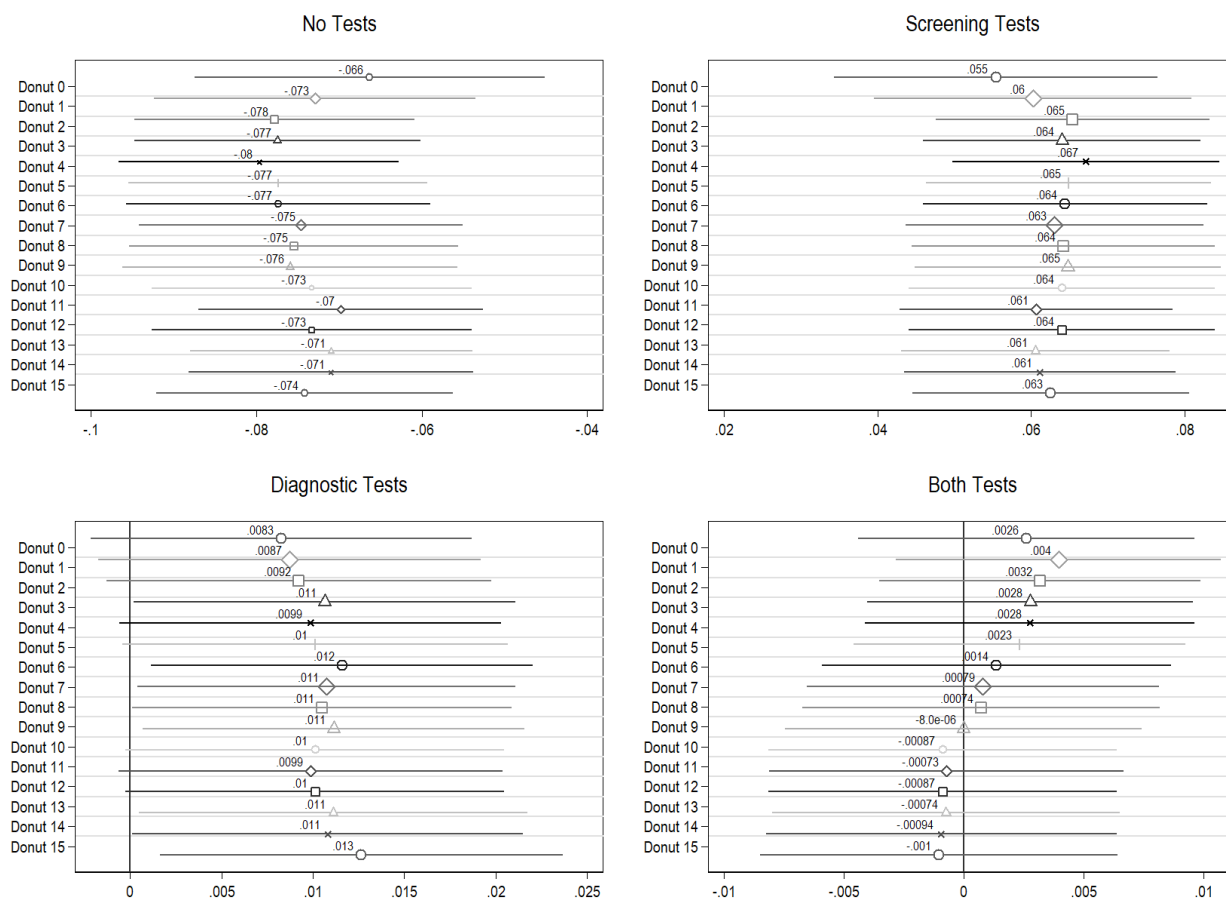 No Tests
Donut 0
Donut 1
Donut 2
Donut 3
Donut 4
Donut 5
Donut 6
Donut 7
Donut 8
Donut 9
Donut 10
Donut 11
Donut 12
Donut 13
Donut 14
Donut 15
-.066
-.073
-.078
-.077
-.08
-.077
-.077
-.075
-.075
-.076
-.073
-.07
-.073
-.071
-.071
-.074
-.1 -.08 -.06 -.04
Screening Tests
Donut 0
Donut 1
Donut 2
Donut 3
Donut 4
Donut 5
Donut 6
Donut 7
Donut 8
Donut 9
Donut 10
Donut 11
Donut 12
Donut 13
Donut 14
Donut 15
.055
.06
.065
.064
.067
.065
.064
.063
.064
.065
.064
.061
.064
.061
.061
.063
.02 .04 .06 .08
Diagnostic Tests
Donut 0
Donut 1
Donut 2
Donut 3
Donut 4
Donut 5
Donut 6
Donut 7
Donut 8
Donut 9
Donut 10
Donut 11
Donut 12
Donut 13
Donut 14
Donut 15
.0083
.0087
.0092
.011
.0099
.01
.012
.011
.011
.011
.01
.0099
.01
.011
.011
.013
0 .005 .01 .015 .02 .025
Both Tests
Donut 0
Donut 1
Donut 2
Donut 3
Donut 4
Donut 5
Donut 6
Donut 7
Donut 8
Donut 9
Donut 10
Donut 11
Donut 12
Donut 13
Donut 14
Donut 15
.0026
.004
.0032
.0028
.0028
.0023
.0014
.00079
.00074
-8.0e-06
-.00087
-.00073
-.00087
-.00074
-.00094
-.001
-.01 -.005 0 .005 .01